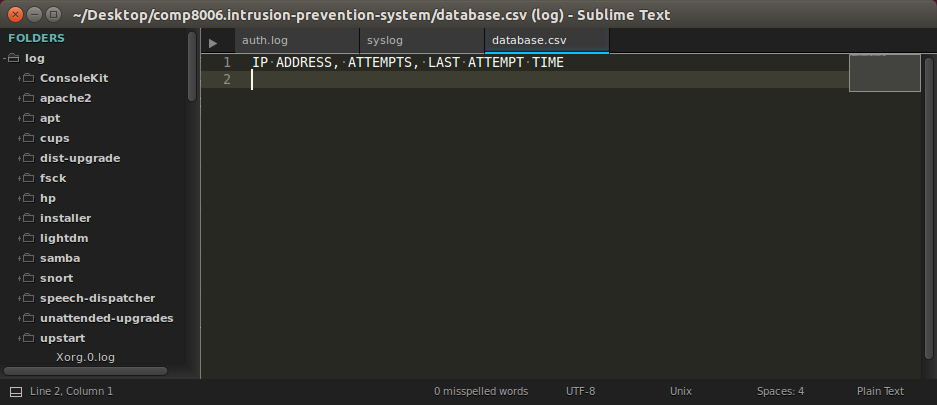 ~/Desktop/comp8006.intrusion-prevention-system/database.csv (log) - Sublime Text
FOLDERS
log
ConsoleKit
apache2
apt
cups
dist-upgrade
fsck
hp
installer
lightdm
samba
snort
speech-dispatcher
unattended-upgrades
upstart
Xorg.0.log
auth.log
syslog
database.csv
1 IP ADDRESS, ATTEMPTS, LAST ATTEMPT TIME
2
Line 2, Column 1
0 misspelled words
UTF-8
Unix
Spaces: 4
Plain Text